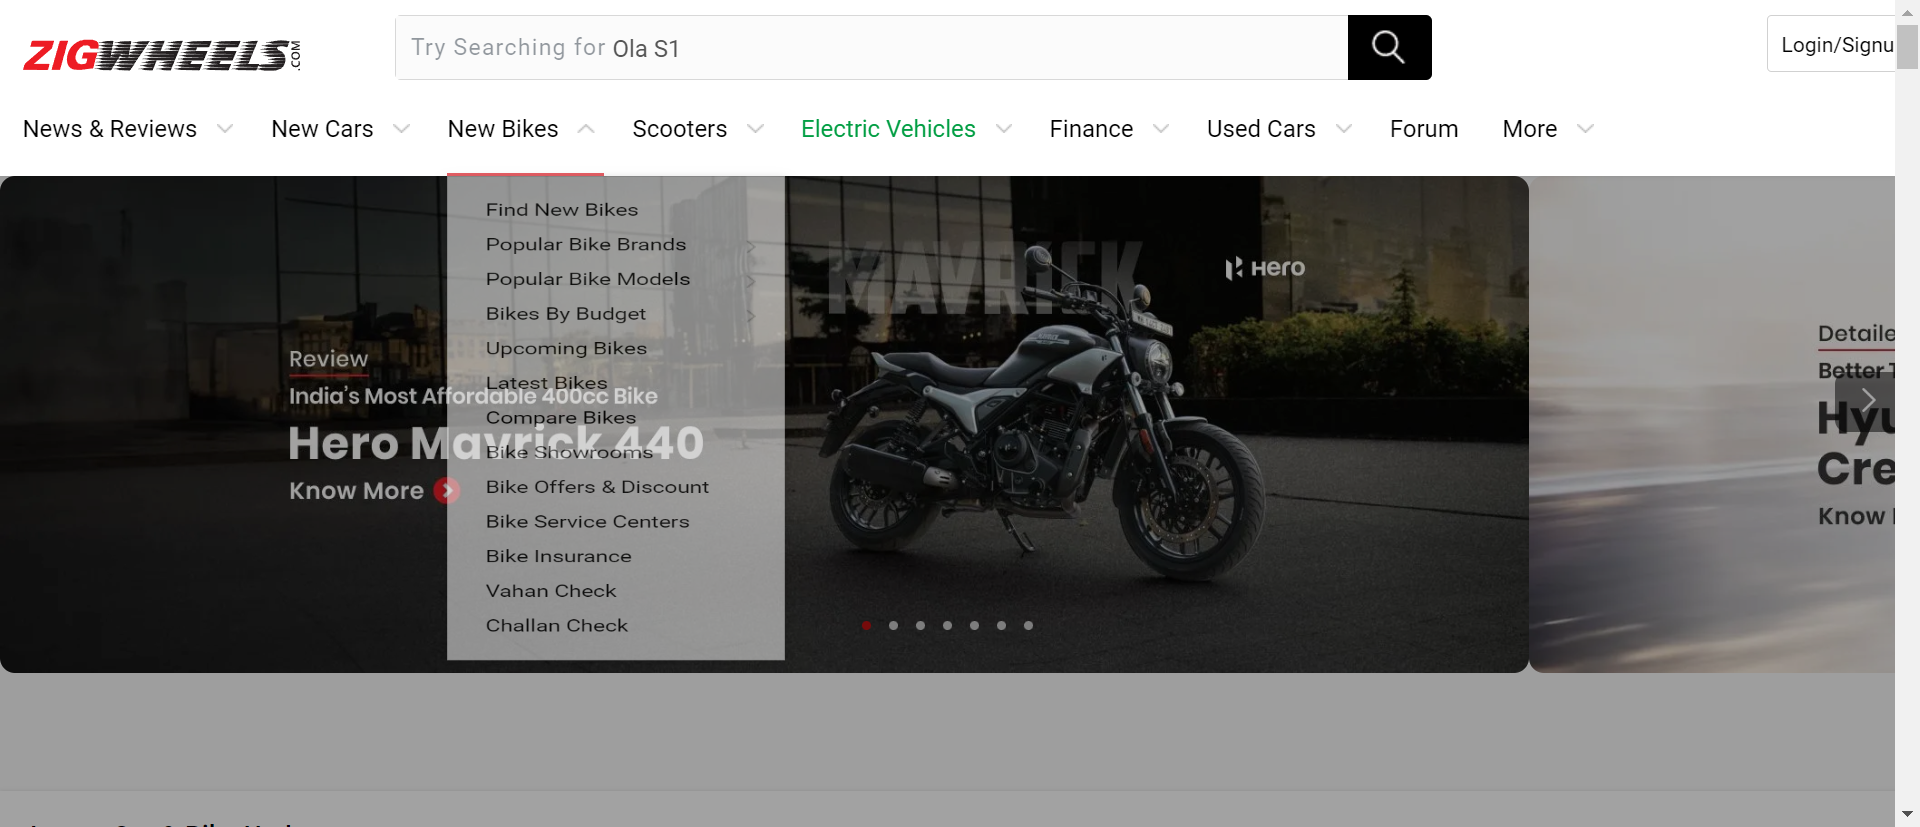 ZIGWHEELS.COM
Try Searching for Ola S1
Login/Signu
News & Reviews New Cars New Bikes Scooters Electric Vehicles Finance Used Cars Forum More
Find New Bikes
Popular Bike Brands
Popular Bike Models
Bikes By Budget
Upcoming Bikes
Latest Bikes
Compare Bikes
Bike Showrooms
Bike Offers & Discount
Bike Service Centers
Bike Insurance
Vahan Check
Challan Check
Review
India's Most Affordable 400cc Bike
Hero Mavrick 440
Know More
MAVRICK
Hero
Detaile
Better T
Hyu
Cre
Know